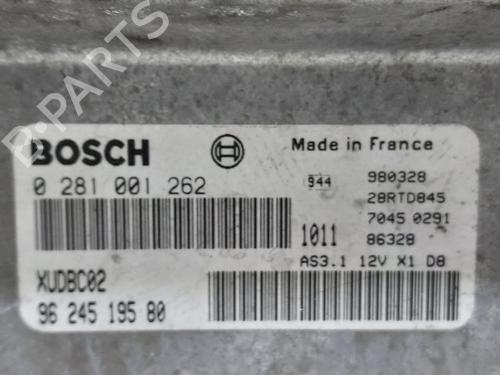 BOSCH
Made in France
0 281 001 262
944 980328
28RTD845
7045 0291
1011 86328
AS3.1 12V X1 D8
XUDBC02
96 245 195 80
B-PARTS